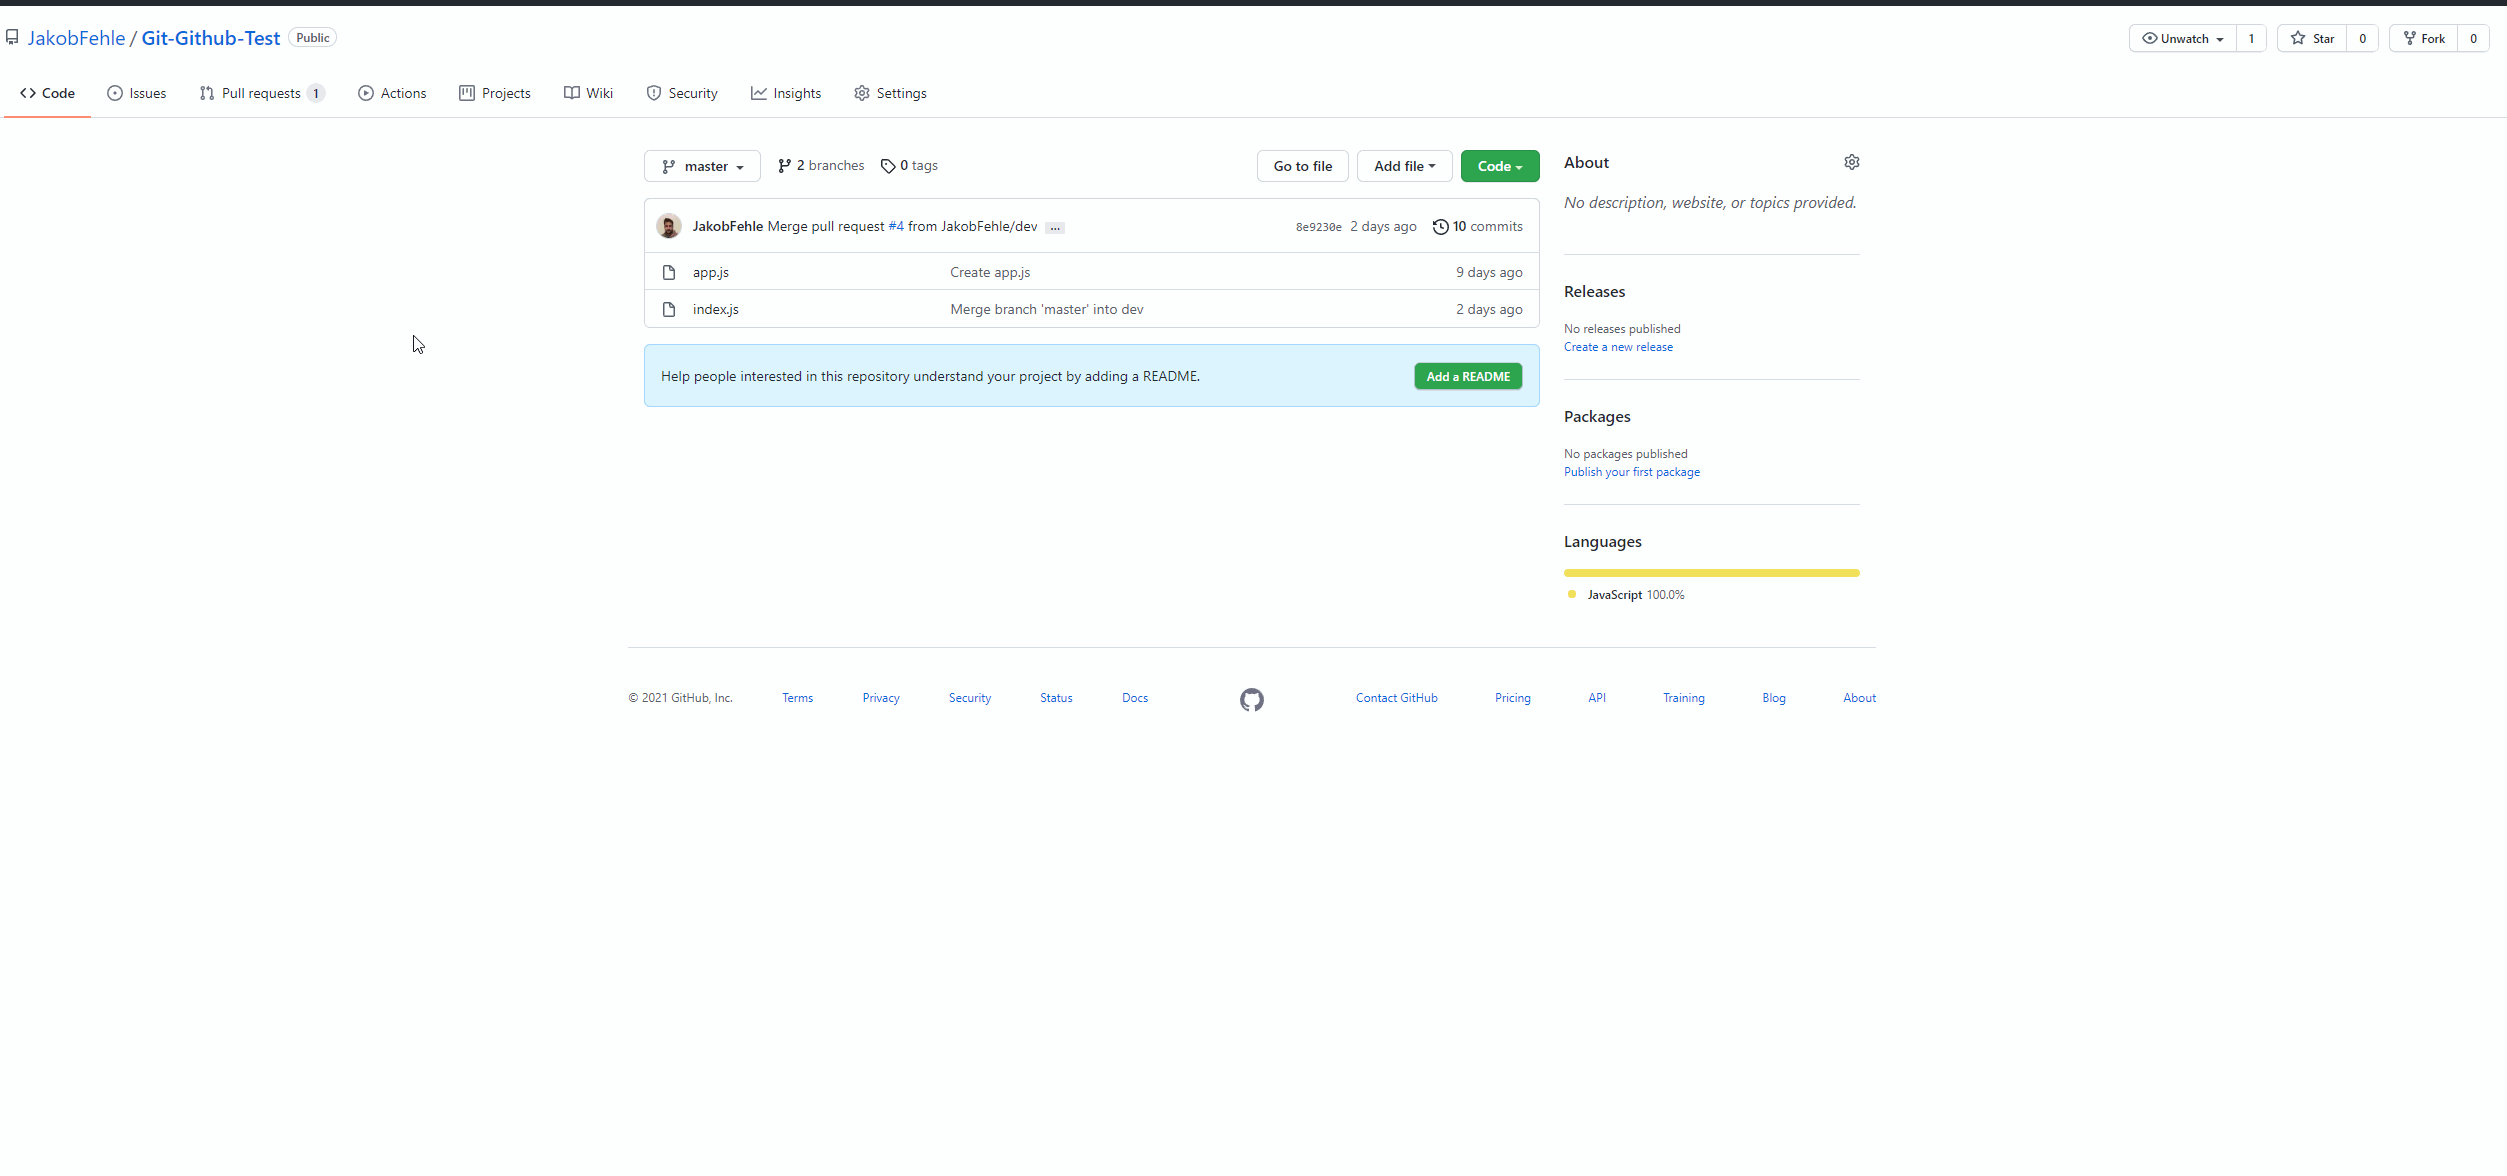 JakobFehle / Git-Github-Test Public
Unwatch 1 Star 0 Fork 0
Code Issues Pull requests 1 Actions Projects Wiki Security Insights Settings
master 2 branches 0 tags Go to file Add file Code
JakobFehle Merge pull request #4 from JakobFehle/dev ... 8e9230e 2 days ago 10 commits
app.js Create app.js 9 days ago
index.js Merge branch 'master' into dev 2 days ago
Help people interested in this repository understand your project by adding a README. Add a README
About
No description, website, or topics provided.
Releases
No releases published
Create a new release
Packages
No packages published
Publish your first package
Languages
JavaScript 100.0%
© 2021 GitHub, Inc. Terms Privacy Security Status Docs Contact GitHub Pricing API Training Blog About